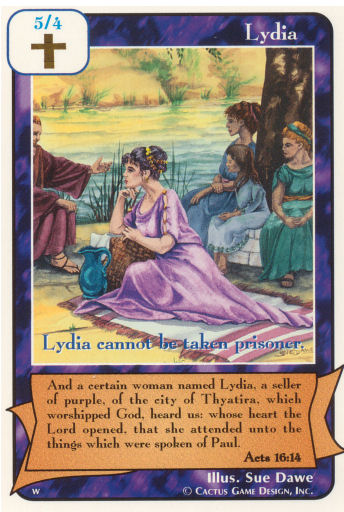 5/4
Lydia
Lydia cannot be taken prisoner.
And a certain woman named Lydia, a seller
of purple, of the city of Thyatira, which
worshipped God, heard us: whose heart the
Lord opened, that she attended unto the
things which were spoken of Paul.
Acts 16:14
W
Illus. Sue Dawe
© Cactus Game Design, Inc.